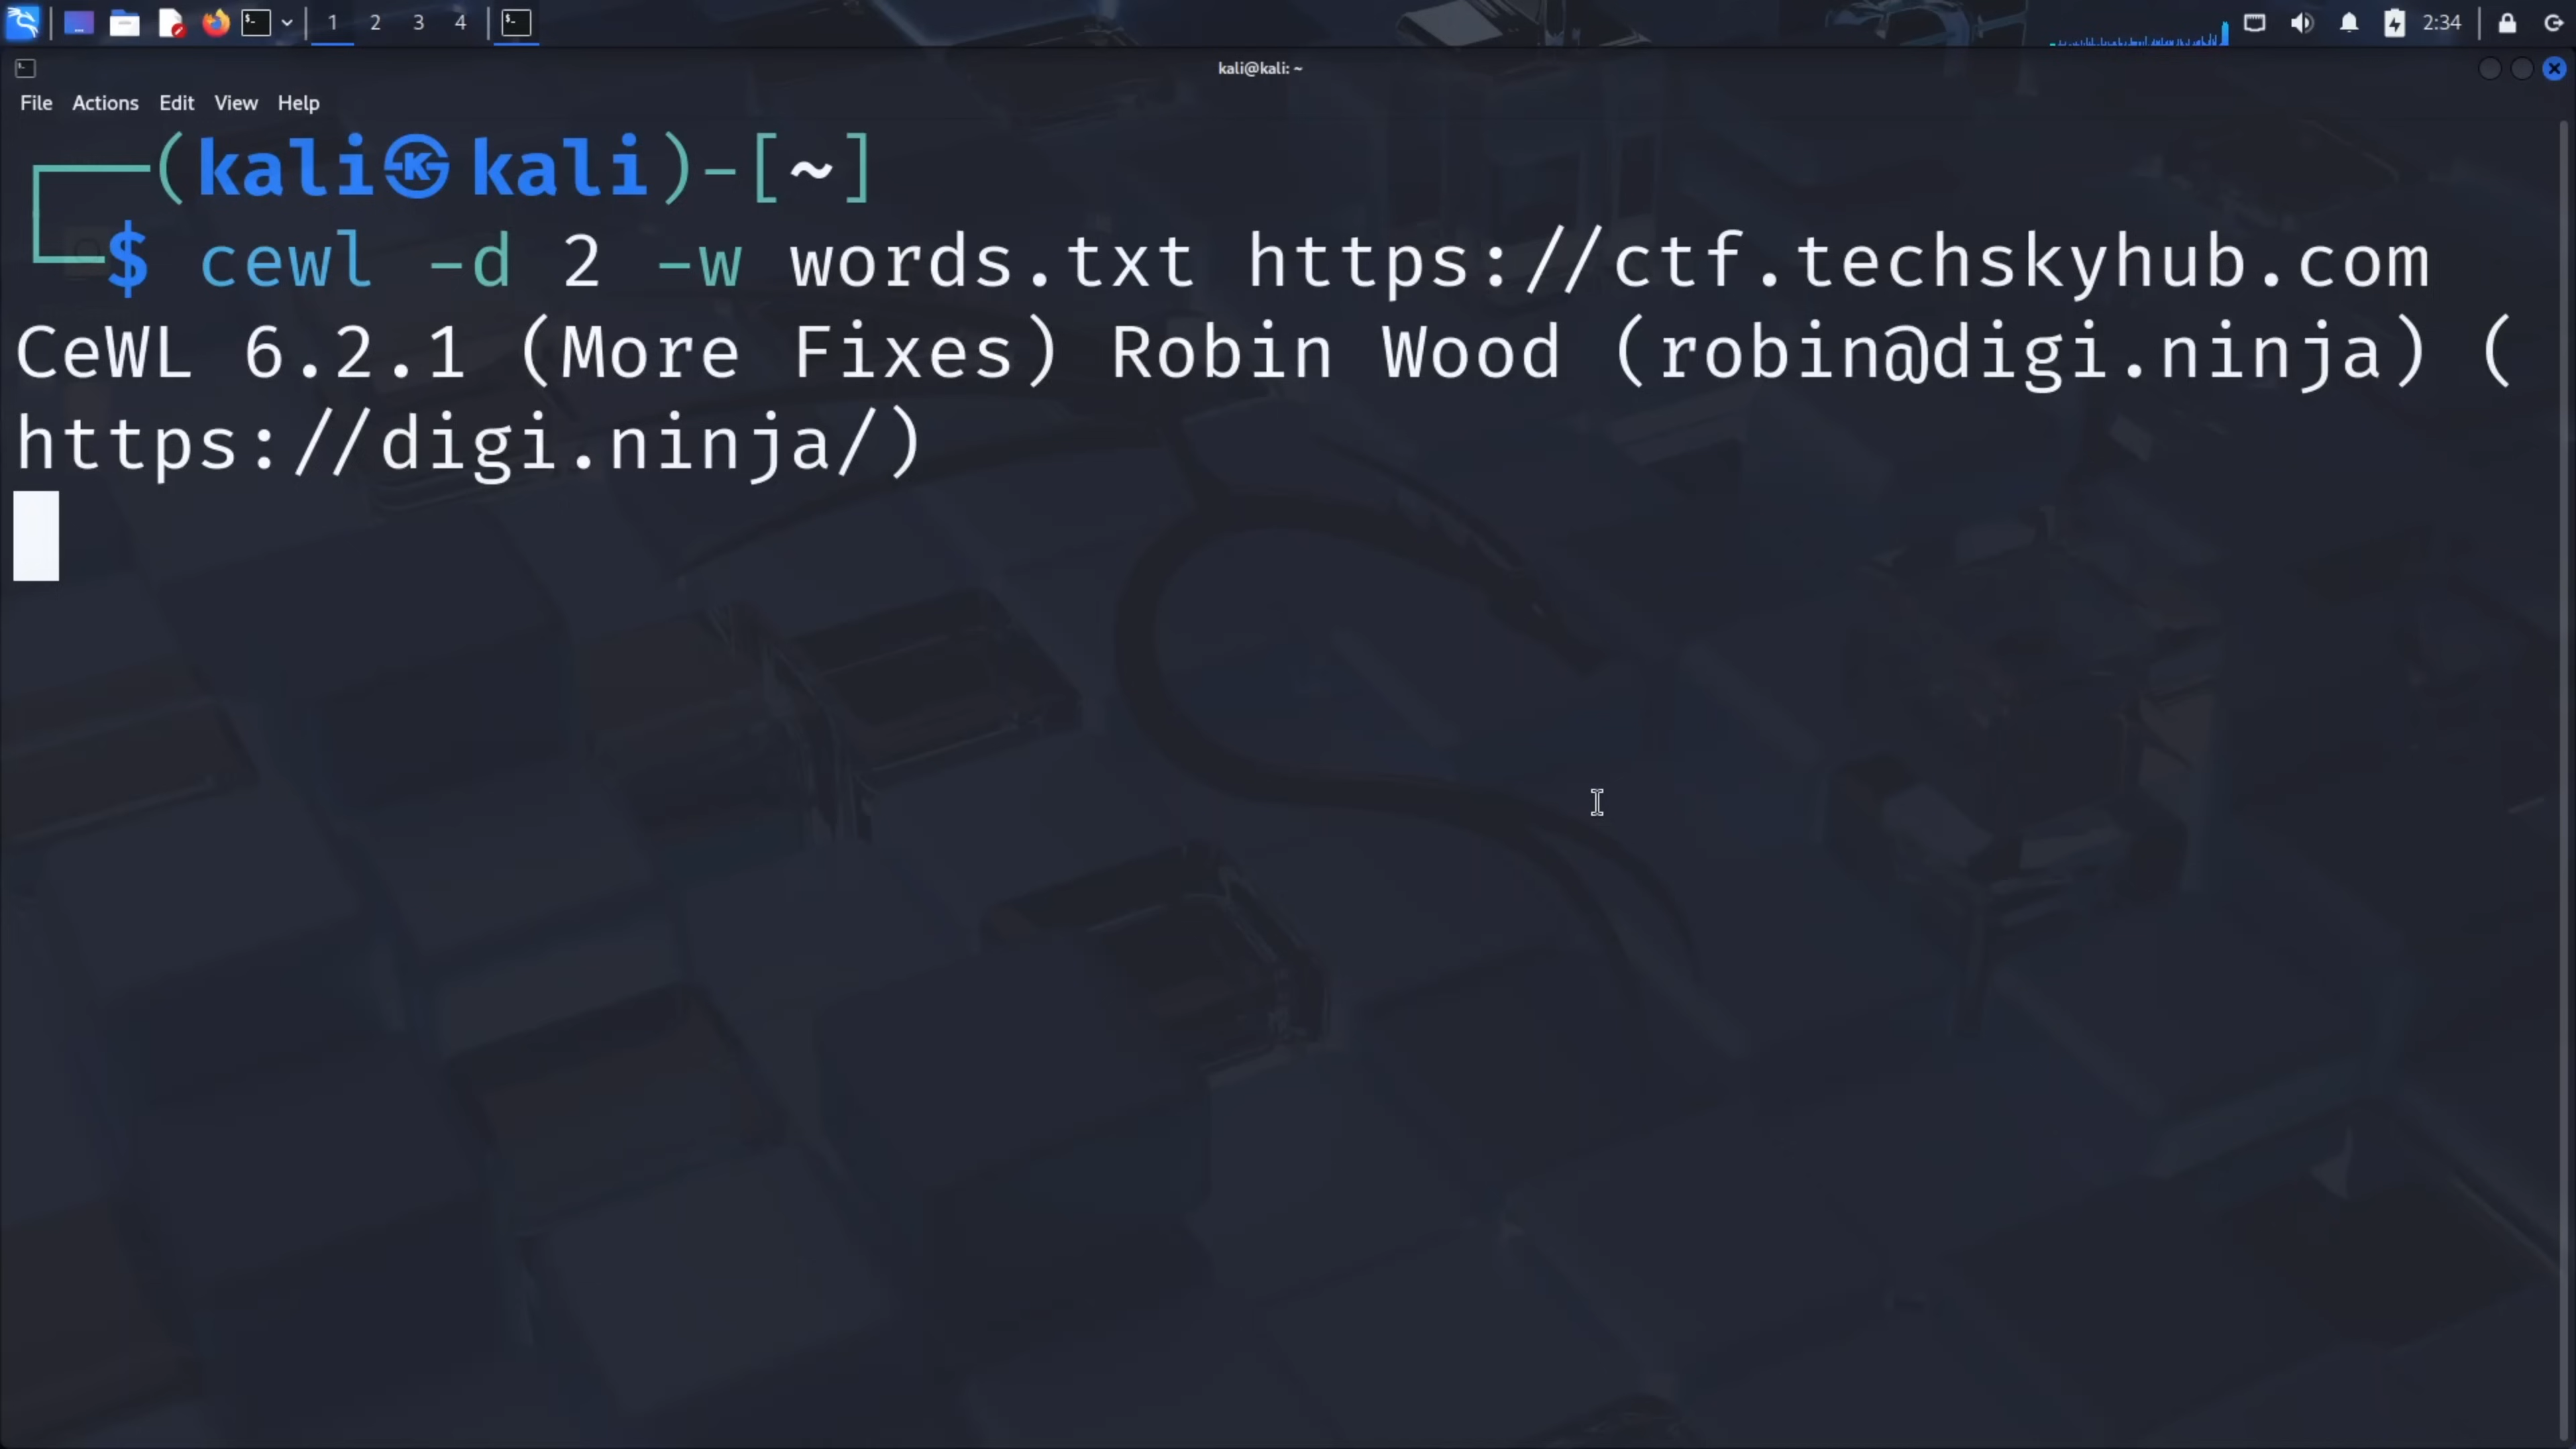 1 2 3 4 2:34
kali@kali: ~
File Actions Edit View Help
┌──(kali㉿kali)-[~]
└─$ cewl -d 2 -w words.txt https://ctf.techskyhub.com
CeWL 6.2.1 (More Fixes) Robin Wood (robin@digi.ninja) (
https://digi.ninja/)